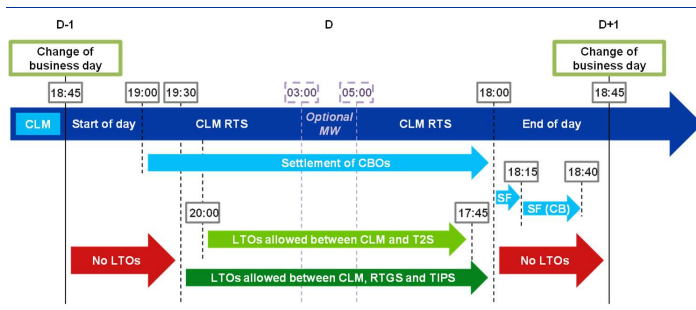 D-1
D
D+1
Change of
business day
Change of
business day
18:45
19:00
19:30
03:00
05:00
18:00
18:45
CLM
Start of day
CLM RTS
Optional
MW
CLM RTS
End of day
Settlement of CBOs
18:15
18:40
SF
SF (CB)
20:00
17:45
LTOs allowed between CLM and T2S
No LTOs
No LTOs
LTOs allowed between CLM, RTGS and TIPS